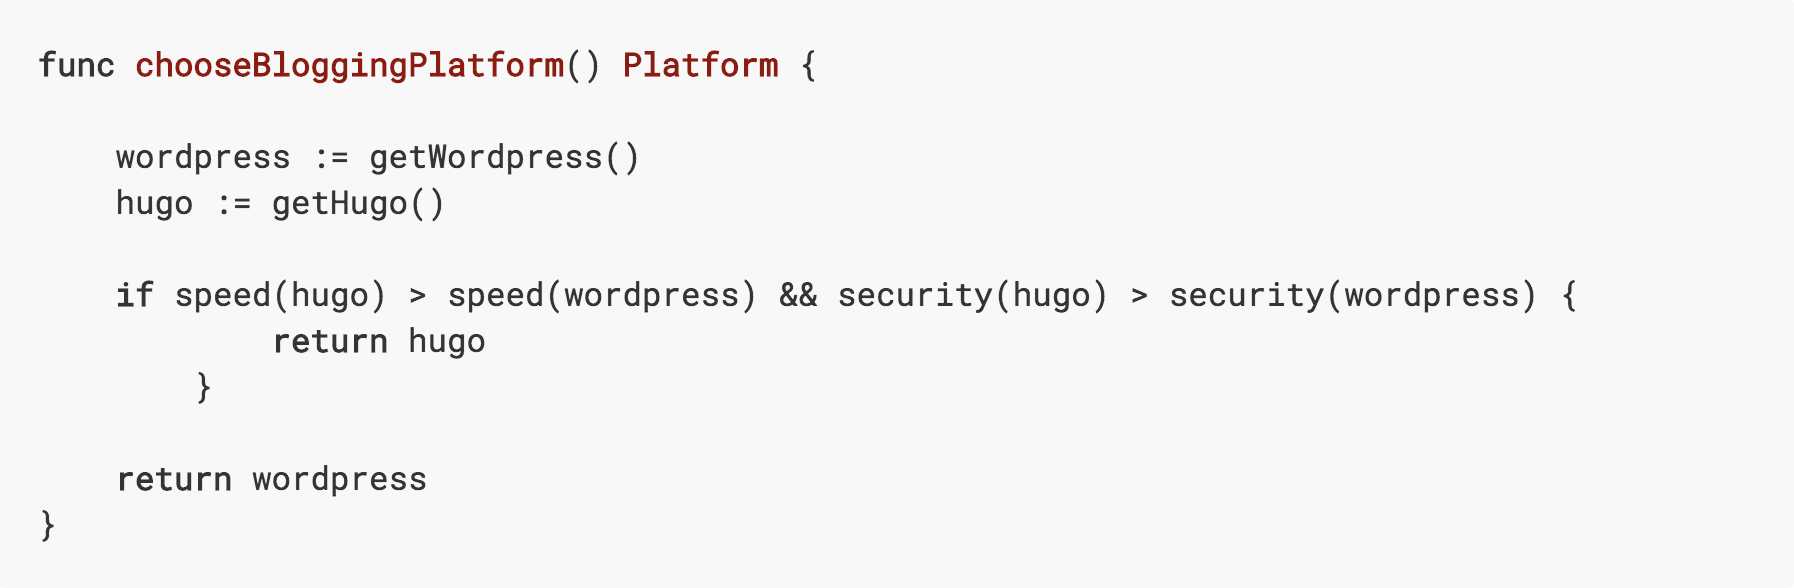 func chooseBloggingPlatform() Platform {
wordpress := getWordpress()
hugo := getHugo()
if speed(hugo) > speed(wordpress) && security(hugo) > security(wordpress) {
return hugo
}
return wordpress
}